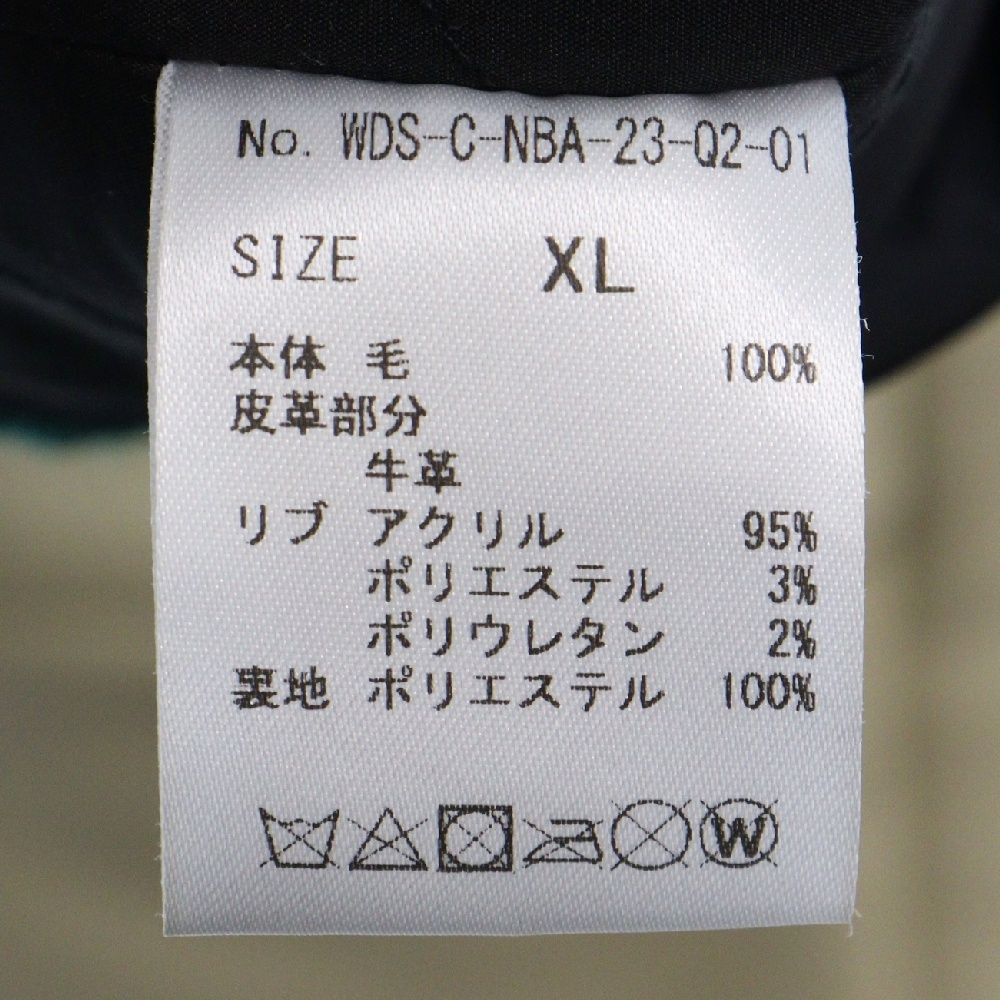 No. WDS-C-NBA-23-Q2-01
SIZE XL
本体 毛 100%
皮革部分
牛革
リブ アクリル 95%
ポリエステル 3%
ポリウレタン 2%
裏地 ポリエステル 100%
W